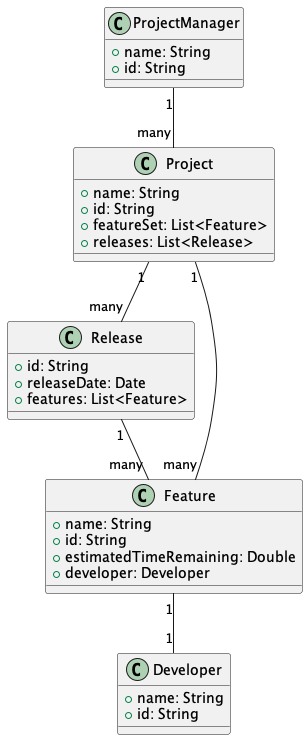 C ProjectManager
name: String
id: String
1
many
C Project
name: String
id: String
featureSet: List<Feature>
releases: List<Release>
1
1
many
C Release
id: String
releaseDate: Date
features: List<Feature>
1
many
many
C Feature
name: String
id: String
estimatedTimeRemaining: Double
developer: Developer
1
1
C Developer
name: String
id: String